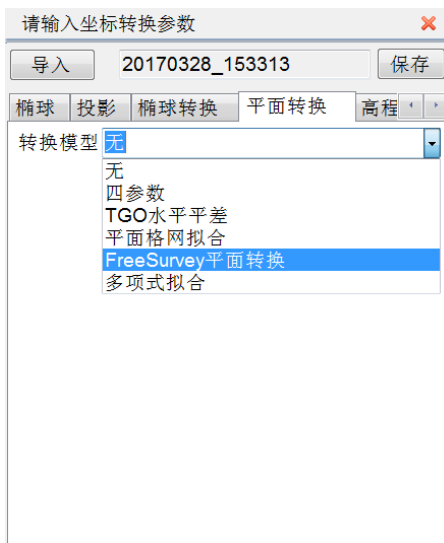 请输入坐标转换参数
导入 20170328_153313 保存
椭球 投影 椭球转换 平面转换 高程
转换模型 无
无
四参数
TGO水平平差
平面格网拟合
FreeSurvey平面转换
多项式拟合